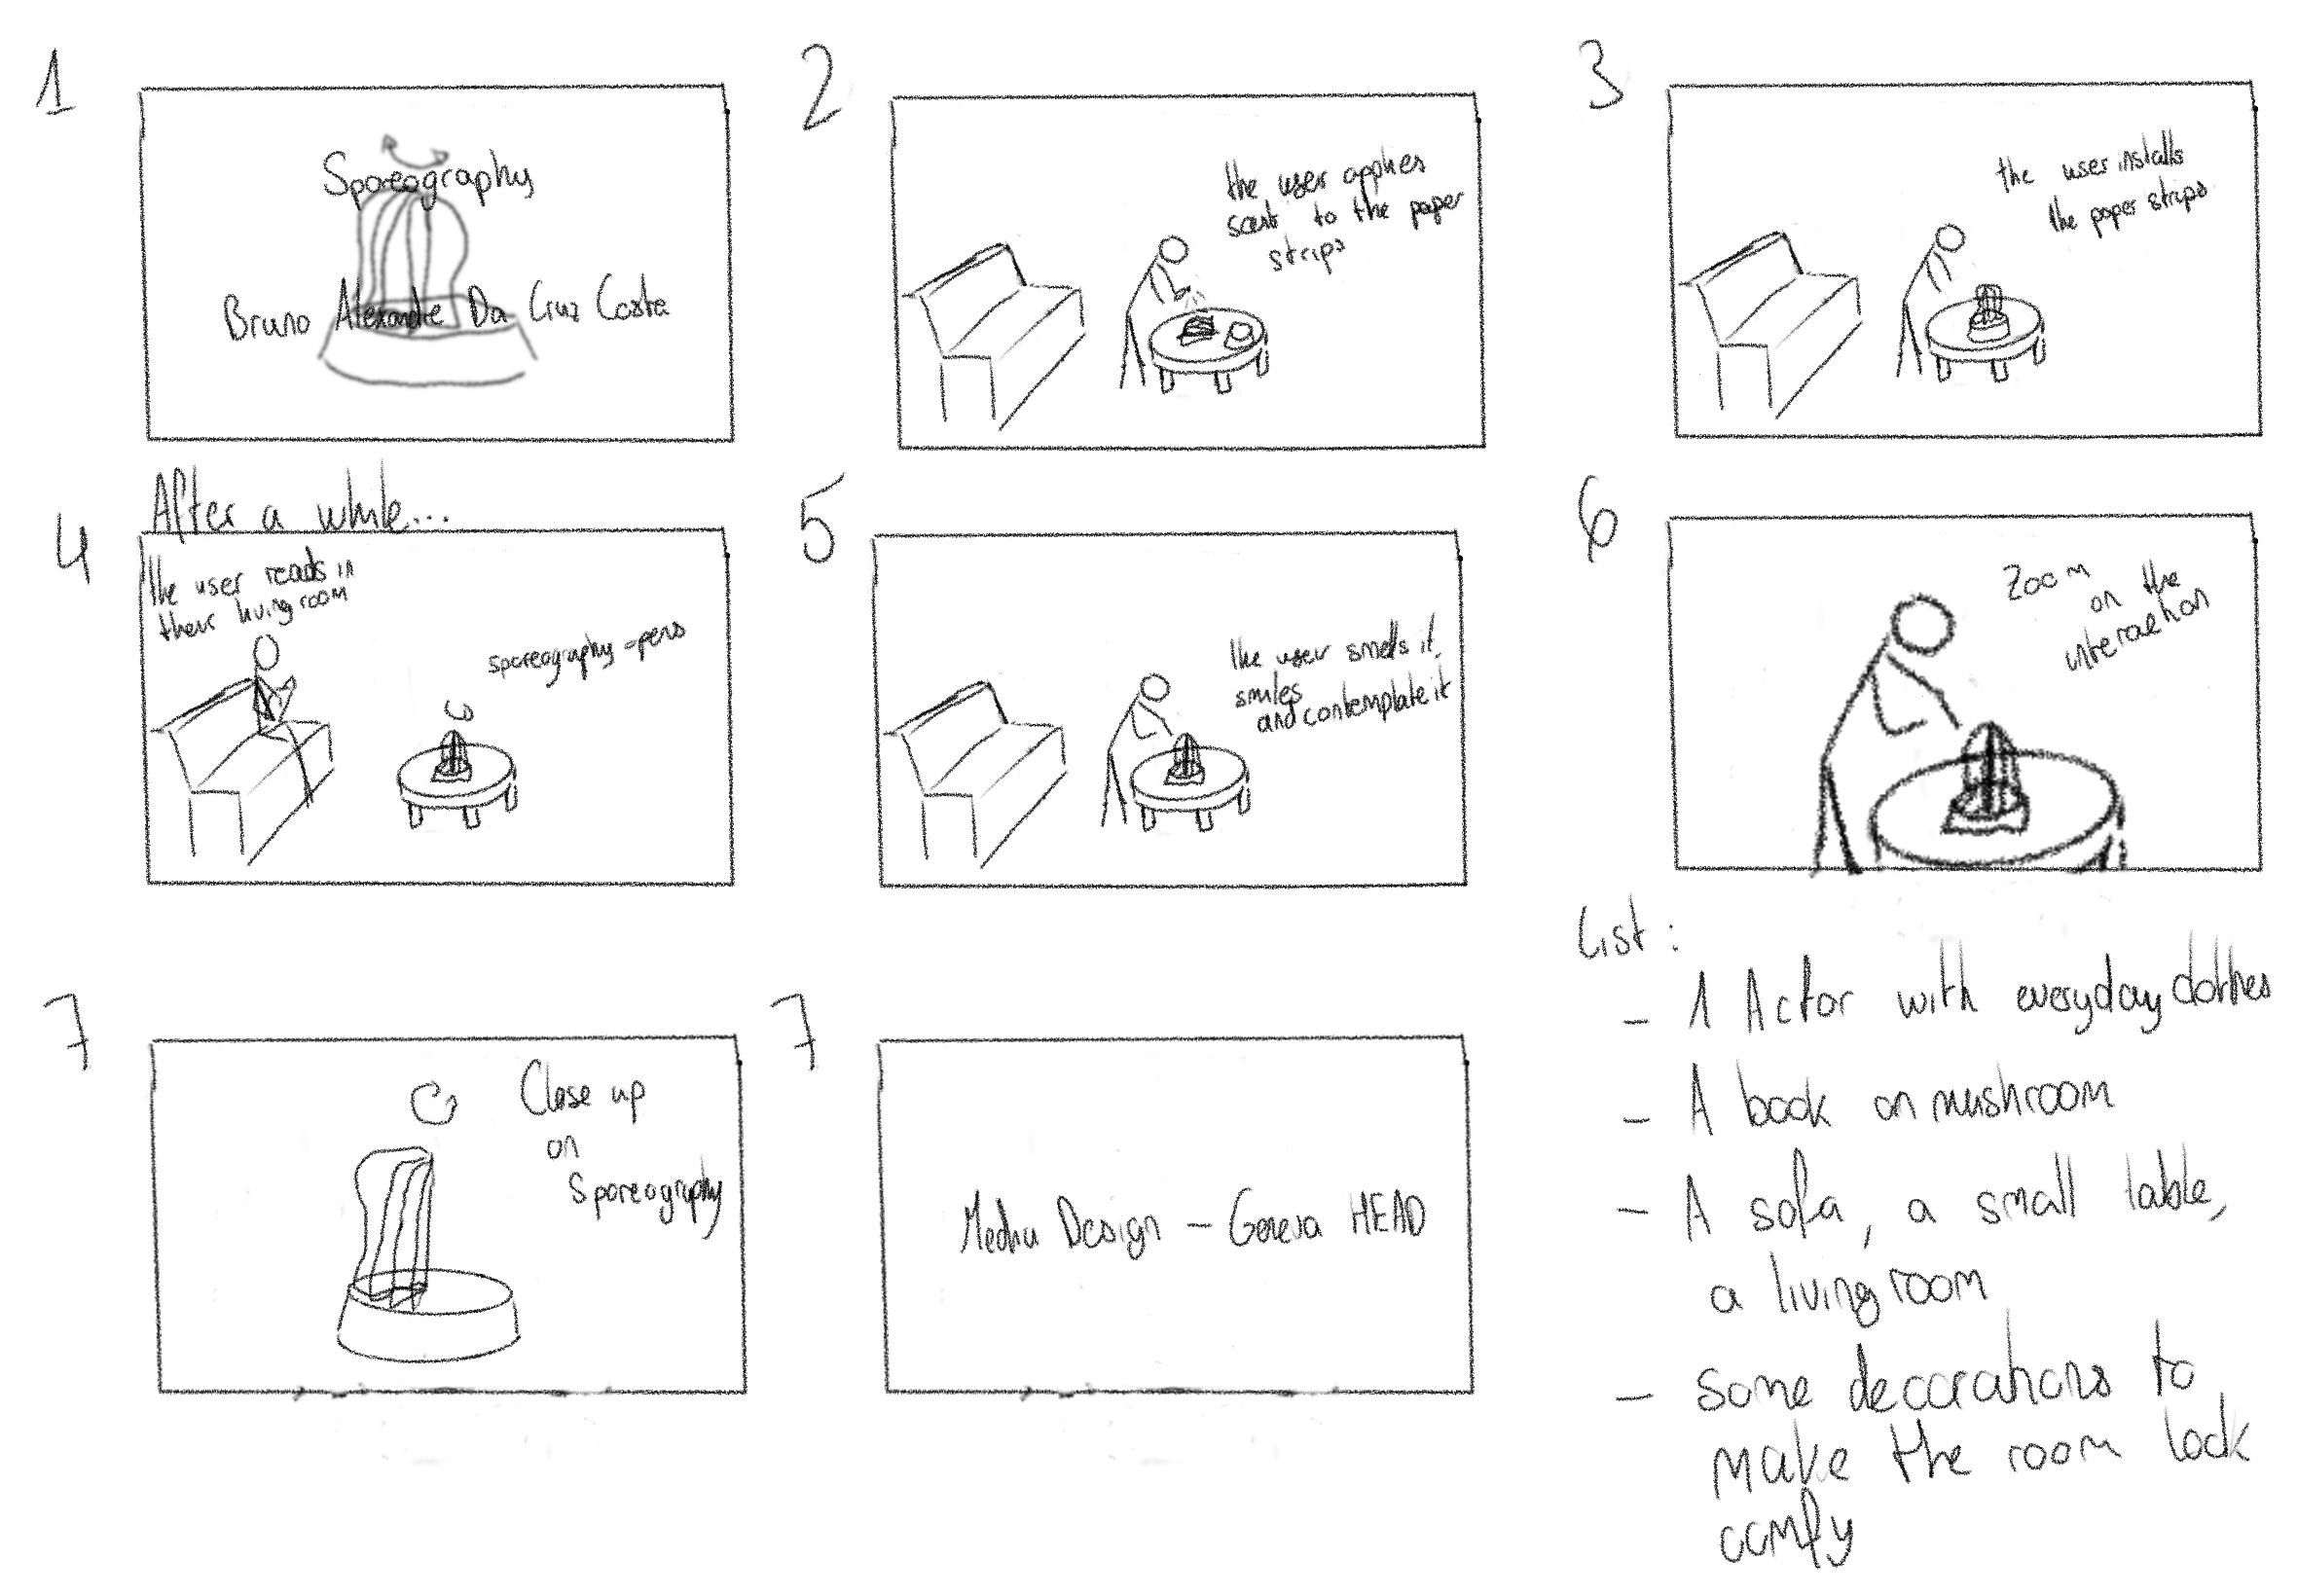 1
Sporeography
Bruno Alexandre Da Cruz Costa
2
the user applies
scent to the paper
strips
3
the user installs
the paper strips
After a while...
4
the user reads in
their living room
sporeography
5
the user smells it,
smiles
and contemplate it
6
Zoom
on the
interaction
7
Close up
on
Sporeography
7
Media Design - Geneva HEAD
List :
- 1 Actor with everyday clothes
- A book on mushroom
- A sofa, a small table,
a living room
- some decorations to
make the room look
comfy